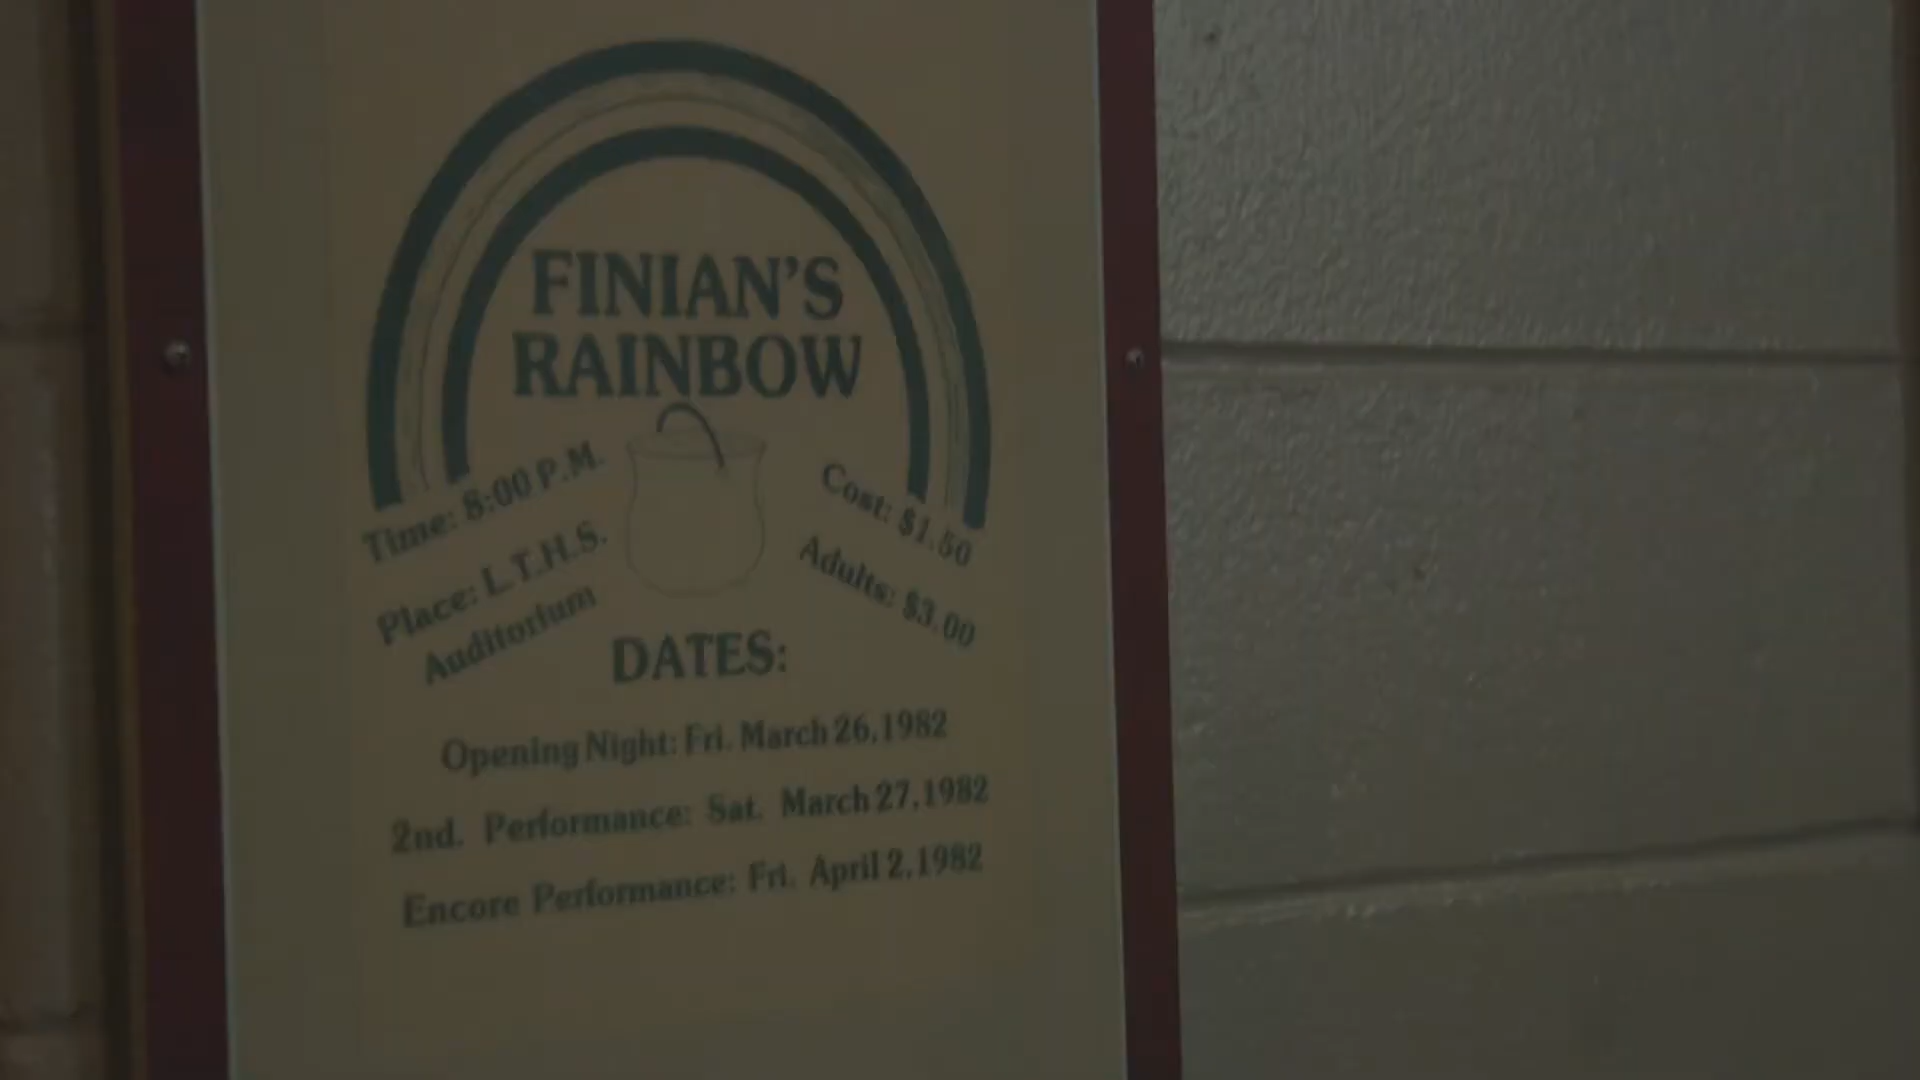 FINIAN'S
RAINBOW
Time: 8:00 P.M.
Place: L.T.H.S.
Auditorium
Cost: $1.50
Adults: $3.00
DATES:
Opening Night: Fri. March 26, 1982
2nd. Performance: Sat. March 27, 1982
Encore Performance: Fri. April 2, 1982